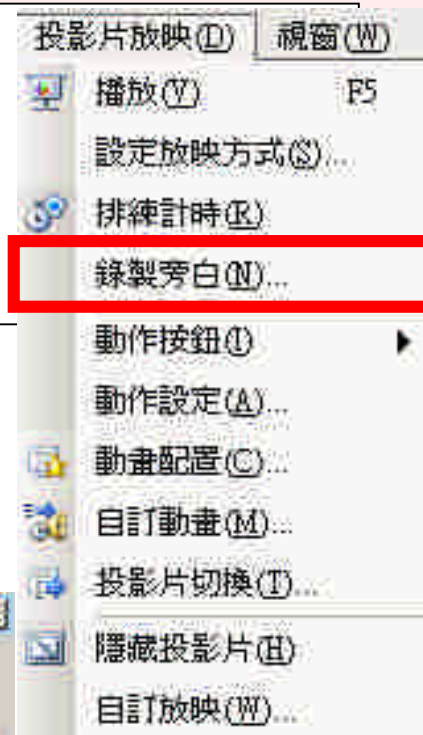 投影片放映(D) 視窗(W)
播放(V) F5
設定放映方式(S)...
排練計時(R)
錄製旁白(N)...
動作按鈕(I)
動作設定(A)...
動畫配置(C)...
自訂動畫(M)...
投影片切換(T)...
隱藏投影片(H)
自訂放映(W)...